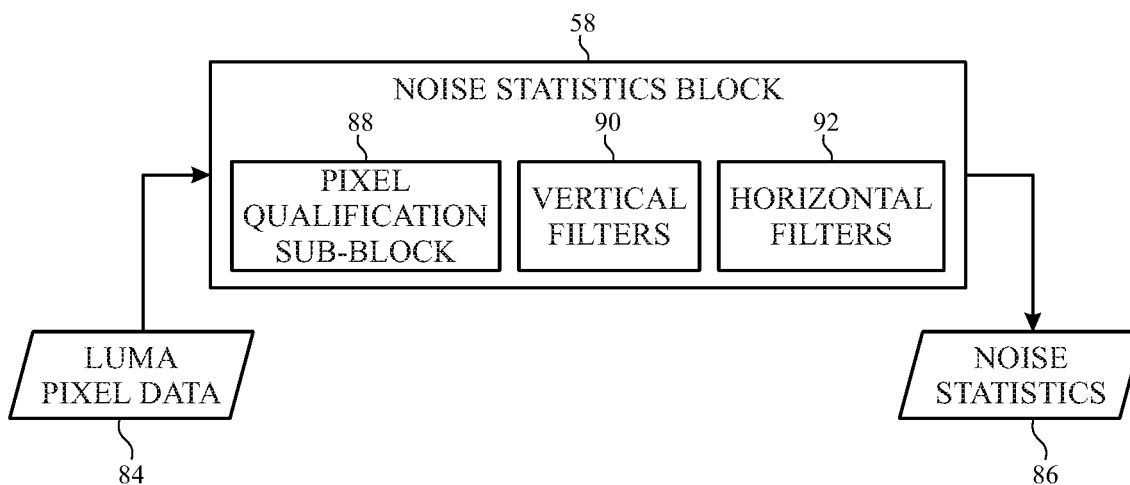 58
NOISE STATISTICS BLOCK
88
PIXEL
QUALIFICATION
SUB-BLOCK
90
VERTICAL
FILTERS
92
HORIZONTAL
FILTERS
LUMA
PIXEL DATA
84
NOISE
STATISTICS
86